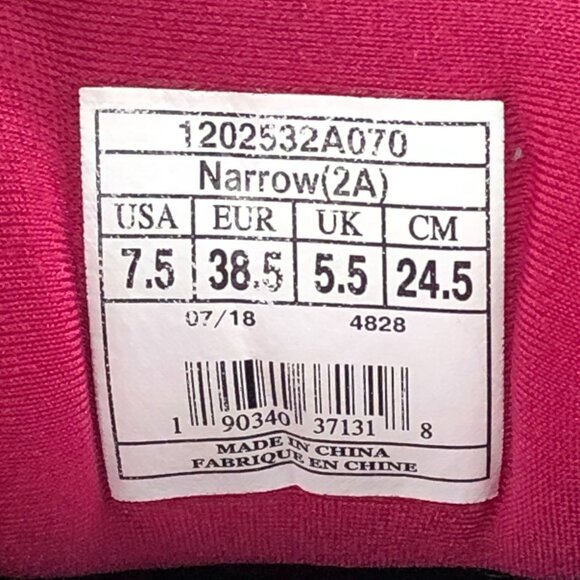 1202532A070
Narrow(2A)
USA EUR UK CM
7.5 38.5 5.5 24.5
07/18 4828
1 90340 37131 8
MADE IN CHINA
FABRIQUE EN CHINE